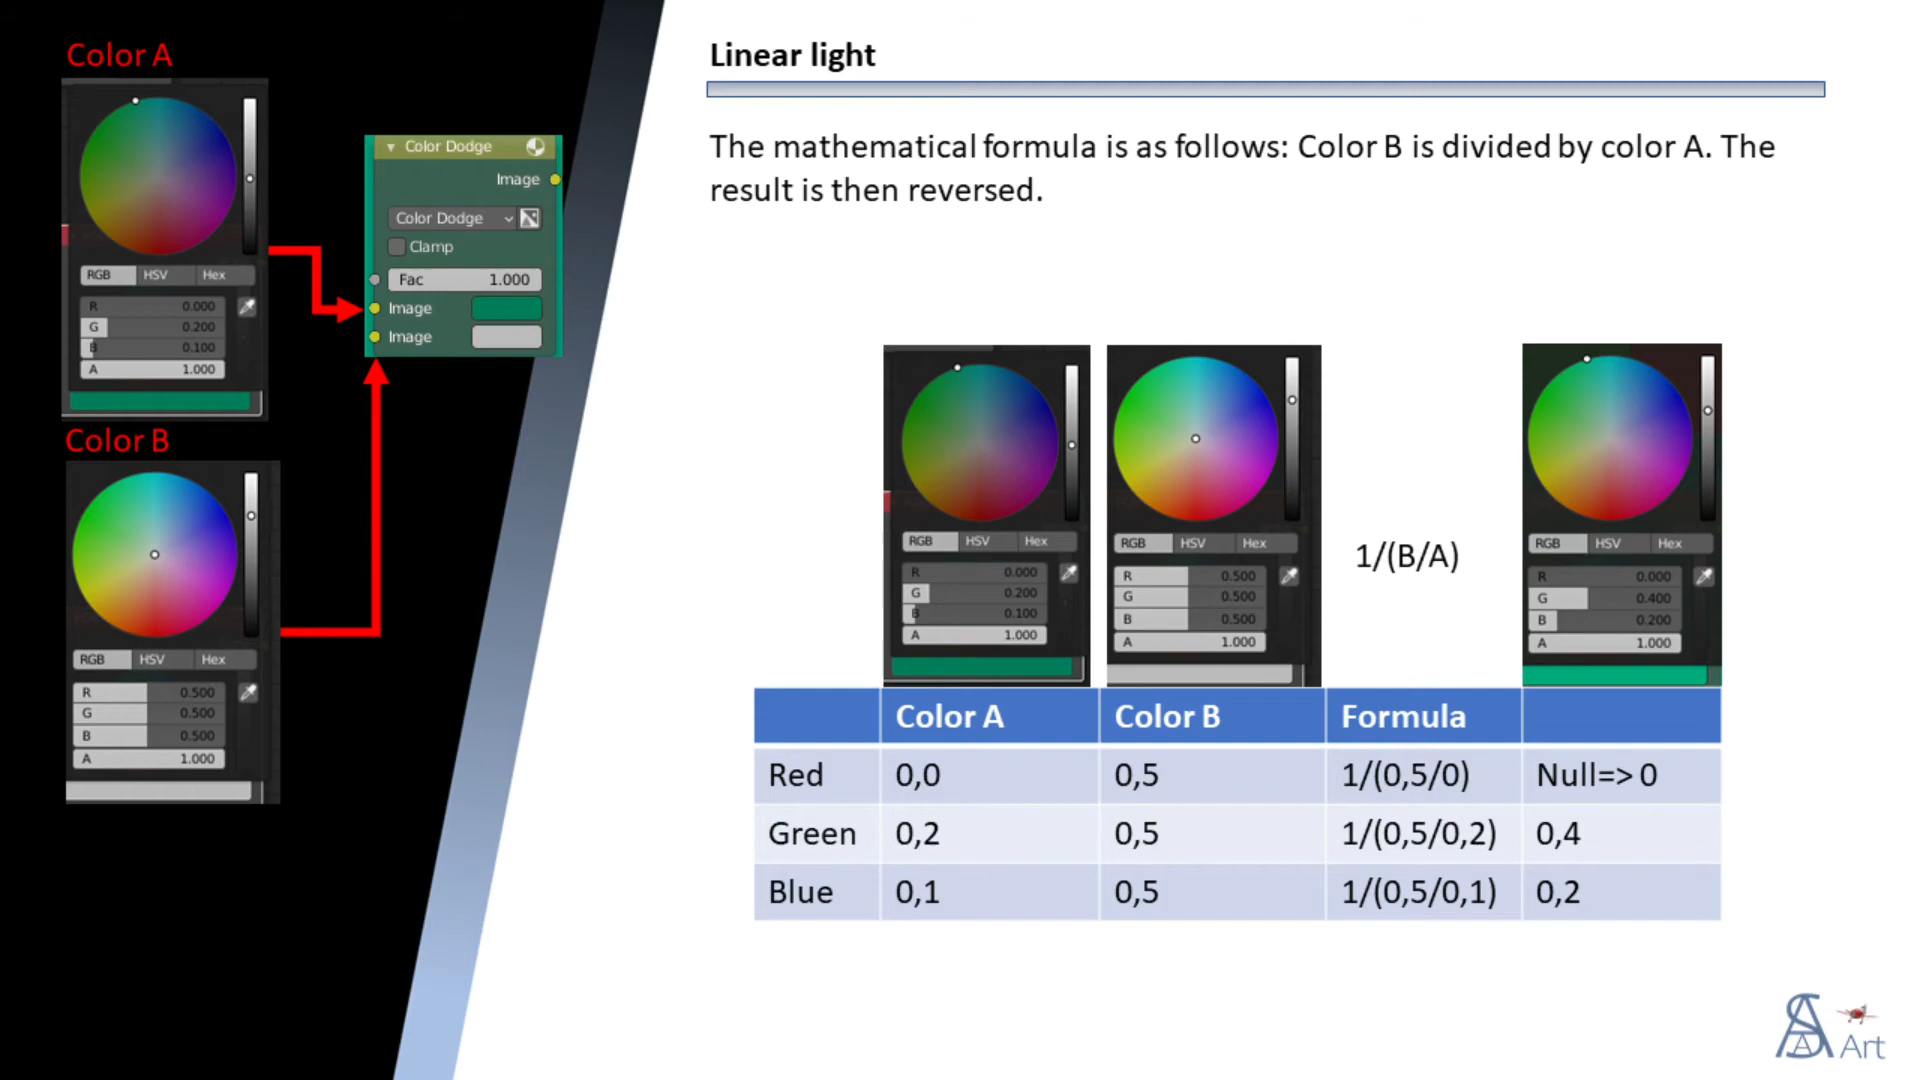 Color A
RGB HSV Hex
R 0.000
G 0.200
B 0.100
A 1.000
Color B
RGB HSV Hex
R 0.500
G 0.500
B 0.500
A 1.000
Color Dodge
Image
Color Dodge
Clamp
Fac 1.000
Image
Image
Linear light
The mathematical formula is as follows: Color B is divided by color A. The
result is then reversed.
RGB HSV Hex
R 0.000
G 0.200
B 0.100
A 1.000
RGB HSV Hex
R 0.500
G 0.500
B 0.500
A 1.000
1/(B/A)
RGB HSV Hex
R 0.000
G 0.400
B 0.200
A 1.000
Color A Color B Formula
Red 0,0 0,5 1/(0,5/0) Null=> 0
Green 0,2 0,5 1/(0,5/0,2) 0,4
Blue 0,1 0,5 1/(0,5/0,1) 0,2
Art